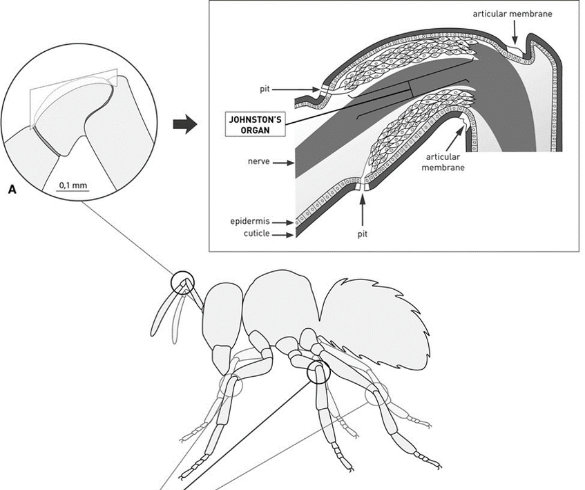 articular membrane
pit
JOHNSTON'S
ORGAN
articular
membrane
nerve
A
0,1 mm
epidermis
cuticle
pit